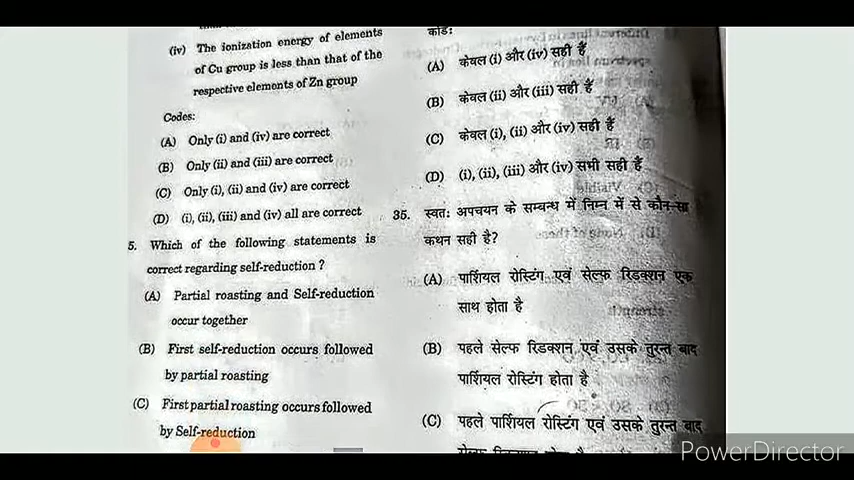 (iv) The ionization energy of elements
of Cu group is less than that of the
respective elements of Zn group
Codes:
(A) Only (i) and (iv) are correct
(B) Only (ii) and (iii) are correct
(C) Only (i), (ii) and (iv) are correct
(D) (i), (ii), (iii) and (iv) all are correct
5. Which of the following statements is
correct regarding self-reduction ?
(A) Partial roasting and Self-reduction
occur together
(B) First self-reduction occurs followed
by partial roasting
(C) First partial roasting occurs followed
by Self-reduction
कोड:
(A) केवल (i) और (iv) सही हैं
(B) केवल (ii) और (iii) सही हैं
(C) केवल (i), (ii) और (iv) सही हैं
(D) (i), (ii), (iii) और (iv) सभी सही हैं
35. स्वतः अपचयन के सम्बन्ध में निम्न में से कौन-सा
कथन सही है?
(A) पार्शियल रोस्टिंग एवं सेल्फ रिडक्शन एक
साथ होता है
(B) पहले सेल्फ रिडक्शन एवं उसके तुरन्त बाद
पार्शियल रोस्टिंग होता है
(C) पहले पार्शियल रोस्टिंग एवं उसके तुरन्त बाद
PowerDirector